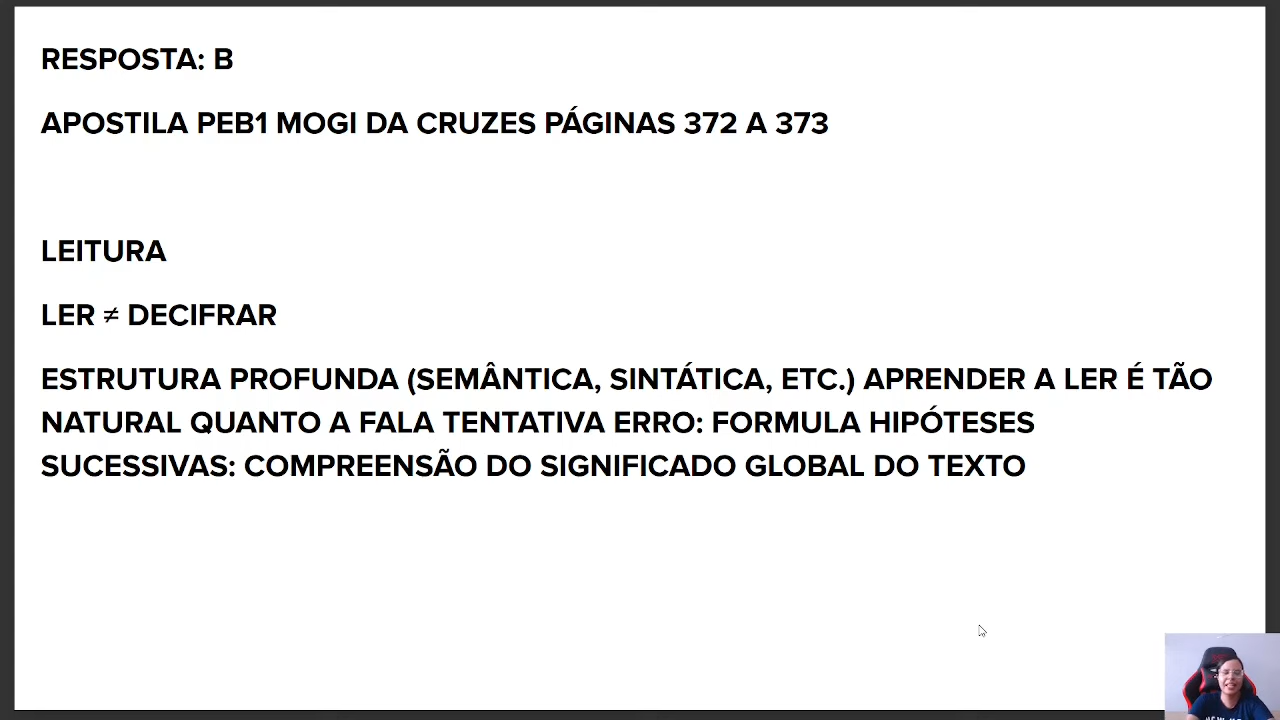 RESPOSTA: B
APOSTILA PEB1 MOGI DA CRUZES PÁGINAS 372 A 373
LEITURA
LER ≠ DECIFRAR
ESTRUTURA PROFUNDA (SEMÂNTICA, SINTÁTICA, ETC.) APRENDER A LER É TÃO
NATURAL QUANTO A FALA TENTATIVA ERRO: FORMULA HIPÓTESES
SUCESSIVAS: COMPREENSÃO DO SIGNIFICADO GLOBAL DO TEXTO